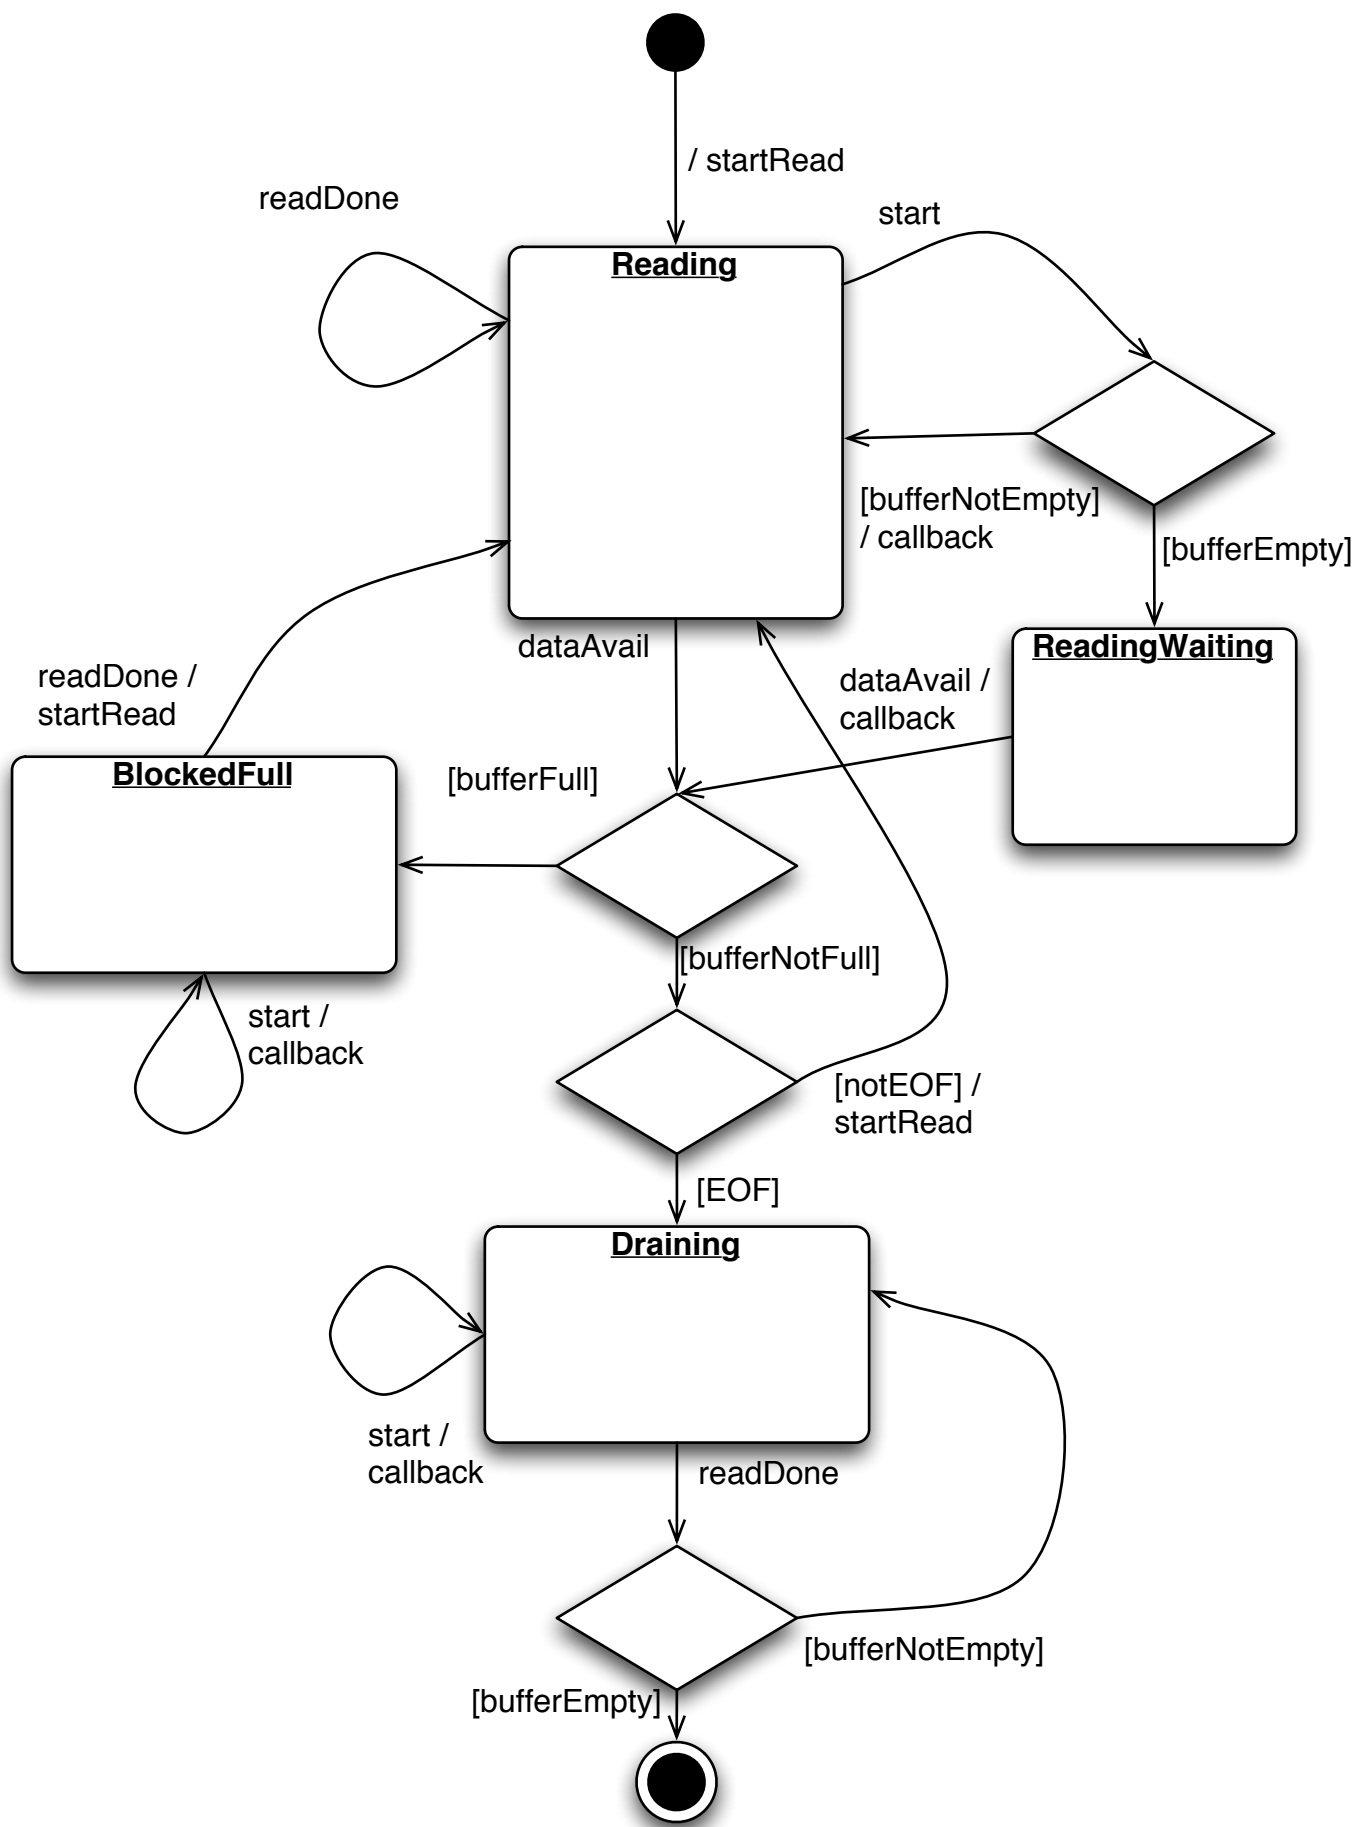 / startRead
readDone
start
Reading
[bufferNotEmpty]
/ callback
[bufferEmpty]
dataAvail
ReadingWaiting
readDone /
startRead
dataAvail /
callback
BlockedFull
[bufferFull]
[bufferNotFull]
start /
callback
[notEOF] /
startRead
[EOF]
Draining
start /
callback
readDone
[bufferNotEmpty]
[bufferEmpty]